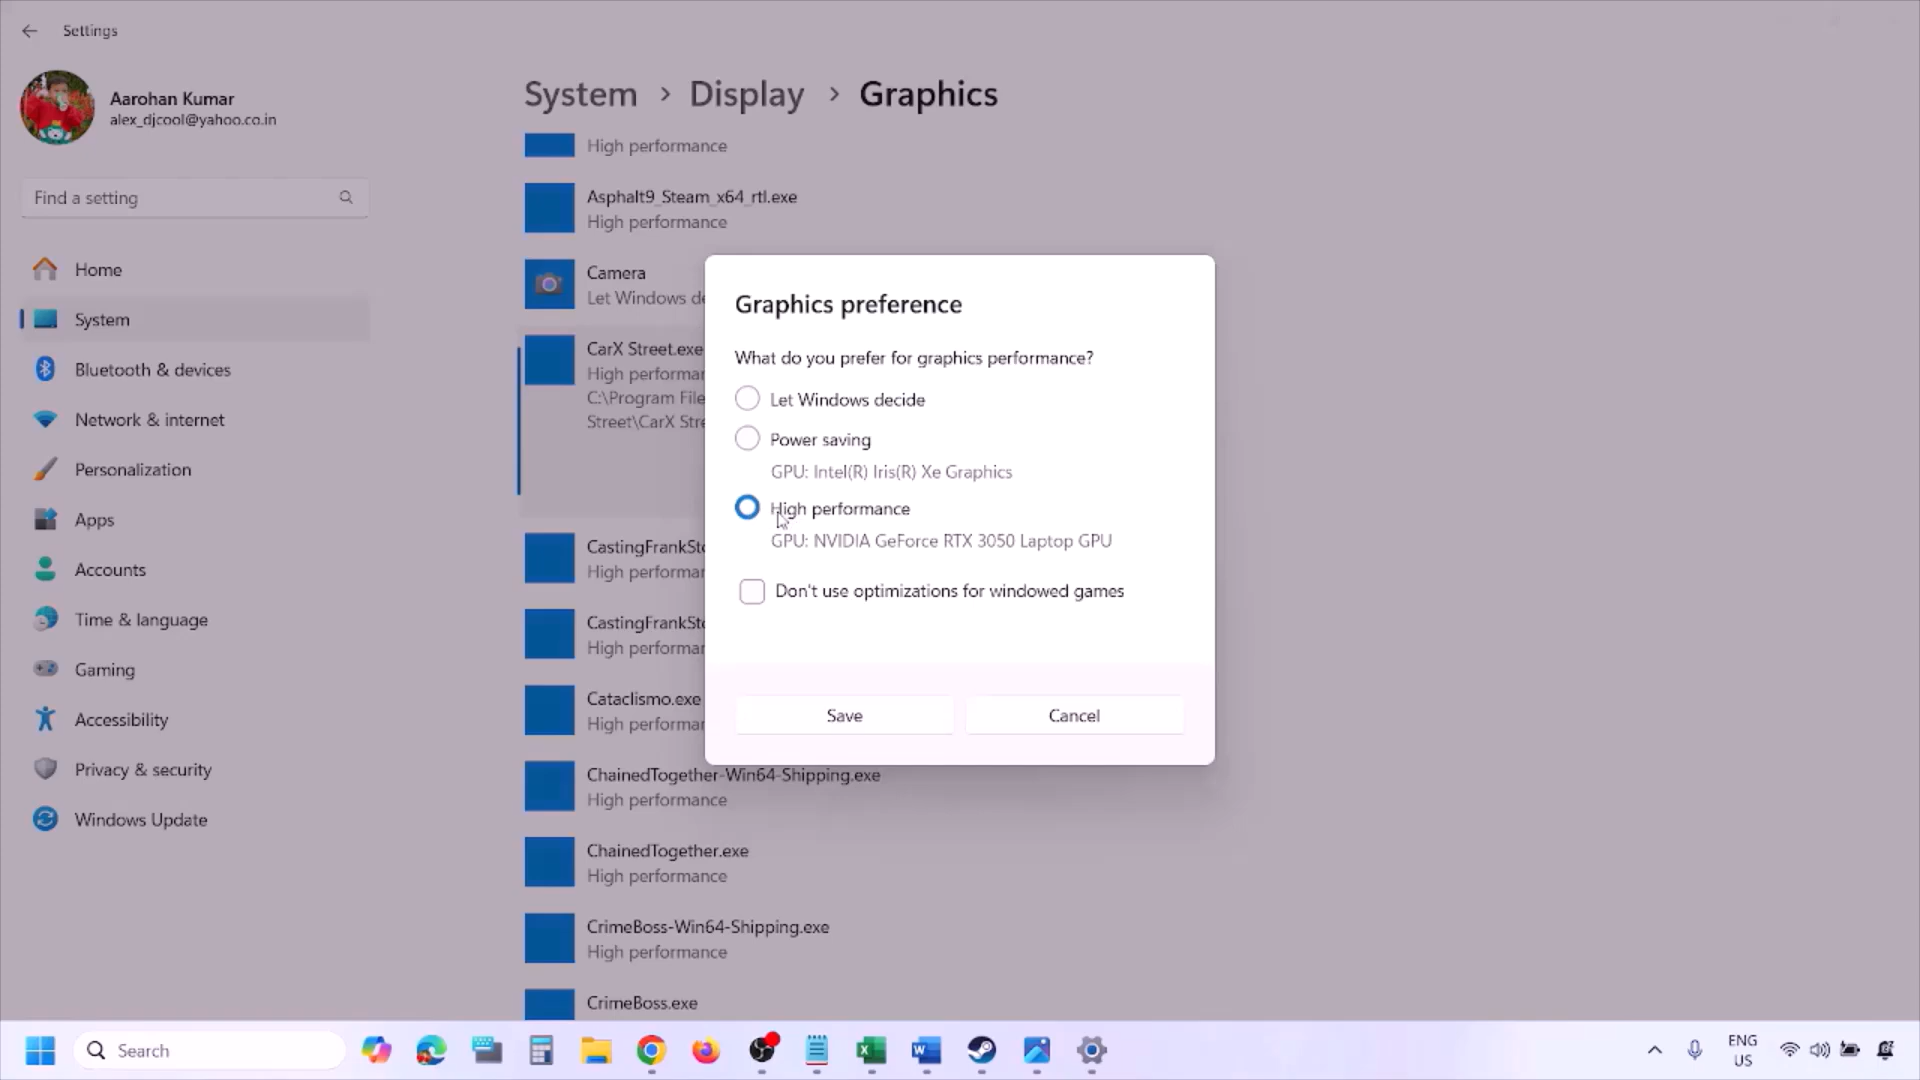 Settings
Aarohan Kumar
alex_djcool@yahoo.co.in
Find a setting
Home
System
Bluetooth & devices
Network & internet
Personalization
Apps
Accounts
Time & language
Gaming
Accessibility
Privacy & security
Windows Update
System > Display > Graphics
High performance
Asphalt9_Steam_x64_rtl.exe
High performance
Camera
Let Windows de
CarX Street.exe
High performan
C:\Program File
Street\CarX Stre
CastingFrankSto
High performan
CastingFrankSto
High performan
Cataclismo.exe
High performan
ChainedTogether-Win64-Shipping.exe
High performance
ChainedTogether.exe
High performance
CrimeBoss-Win64-Shipping.exe
High performance
CrimeBoss.exe
Graphics preference
What do you prefer for graphics performance?
Let Windows decide
Power saving
GPU: Intel(R) Iris(R) Xe Graphics
High performance
GPU: NVIDIA GeForce RTX 3050 Laptop GPU
Don't use optimizations for windowed games
Save
Cancel
Search
ENG
US